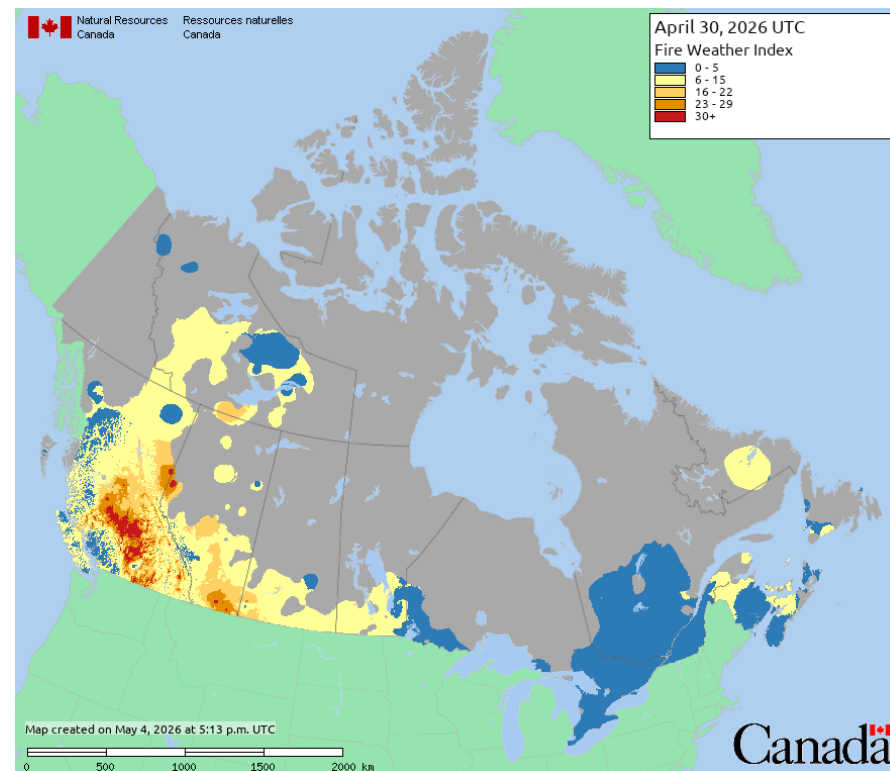 Natural Resources Ressources naturelles
Canada Canada
April 30, 2026 UTC
Fire Weather Index
0 - 5
6 - 15
16 - 22
23 - 29
30+
Map created on May 4, 2026 at 5:13 p.m. UTC
0 500 1000 1500 2000 km
Canada